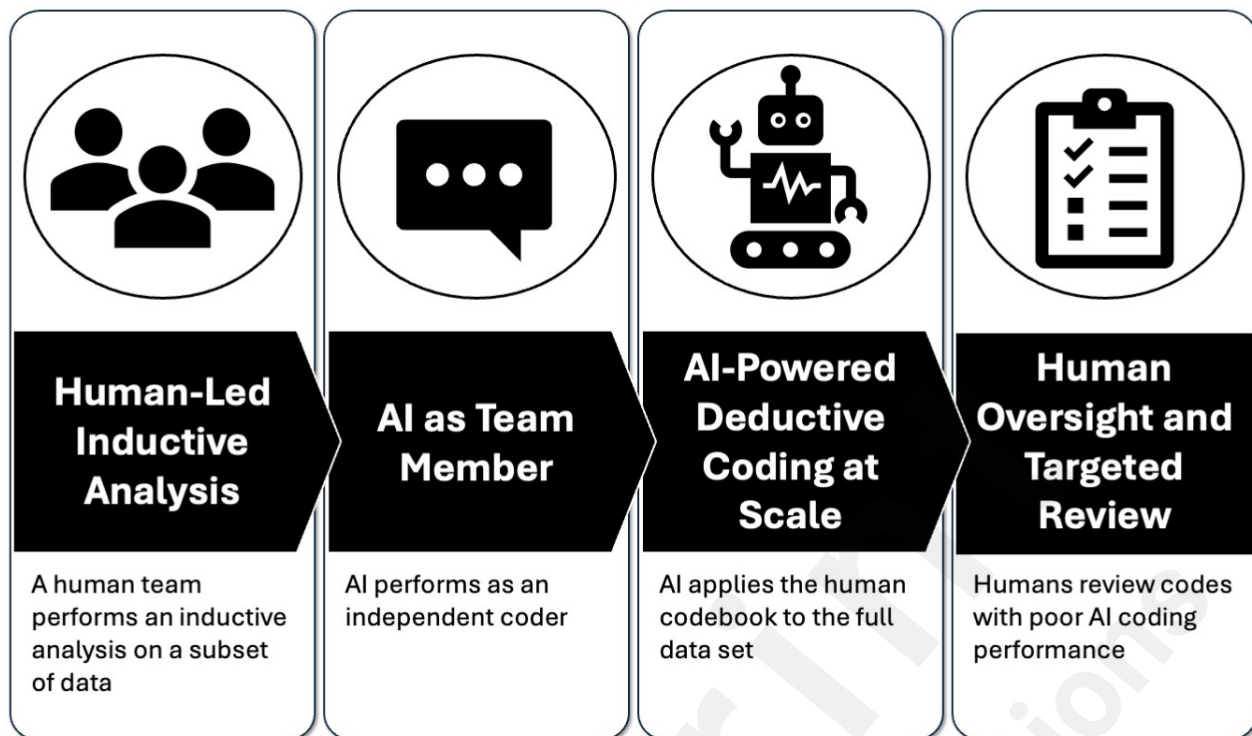 Human-Led
Inductive
Analysis
A human team
performs an inductive
analysis on a subset
of data
AI as Team
Member
AI performs as an
independent coder
AI-Powered
Deductive
Coding at
Scale
AI applies the human
codebook to the full
data set
Human
Oversight and
Targeted
Review
Humans review codes
with poor AI coding
performance